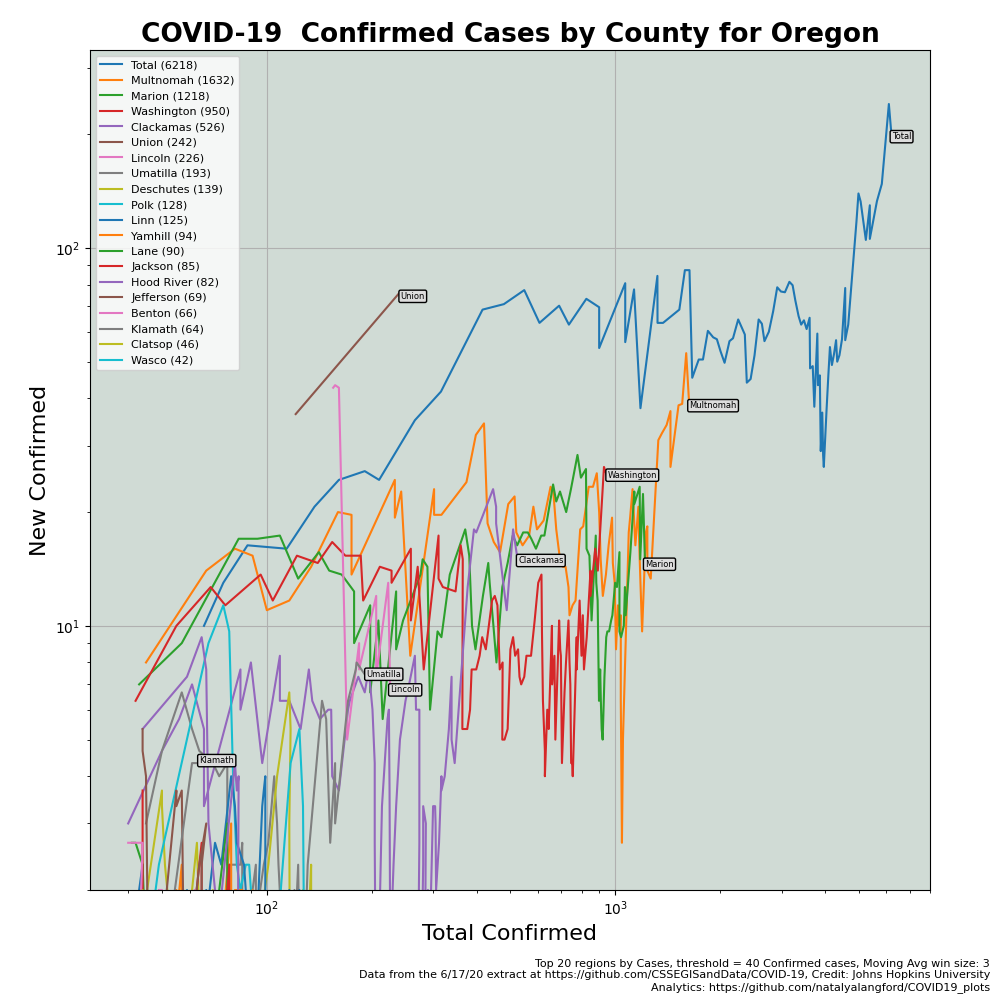 COVID-19  Confirmed Cases by County for Oregon
Total (6218)
Multnomah (1632)
Marion (1218)
Washington (950)
Clackamas (526)
Union (242)
Lincoln (226)
Umatilla (193)
Deschutes (139)
Polk (128)
Linn (125)
Yamhill (94)
Lane (90)
Jackson (85)
Hood River (82)
Jefferson (69)
Benton (66)
Klamath (64)
Clatsop (46)
Wasco (42)
Total
Union
Multnomah
Washington
Clackamas
Marion
Umatilla
Lincoln
Klamath
New Confirmed
10²
10¹
10²
10³
Total Confirmed
Top 20 regions by Cases, threshold = 40 Confirmed cases, Moving Avg win size: 3
Data from the 6/17/20 extract at https://github.com/CSSEGISandData/COVID-19, Credit: Johns Hopkins University
Analytics: https://github.com/natalyalangford/COVID19_plots